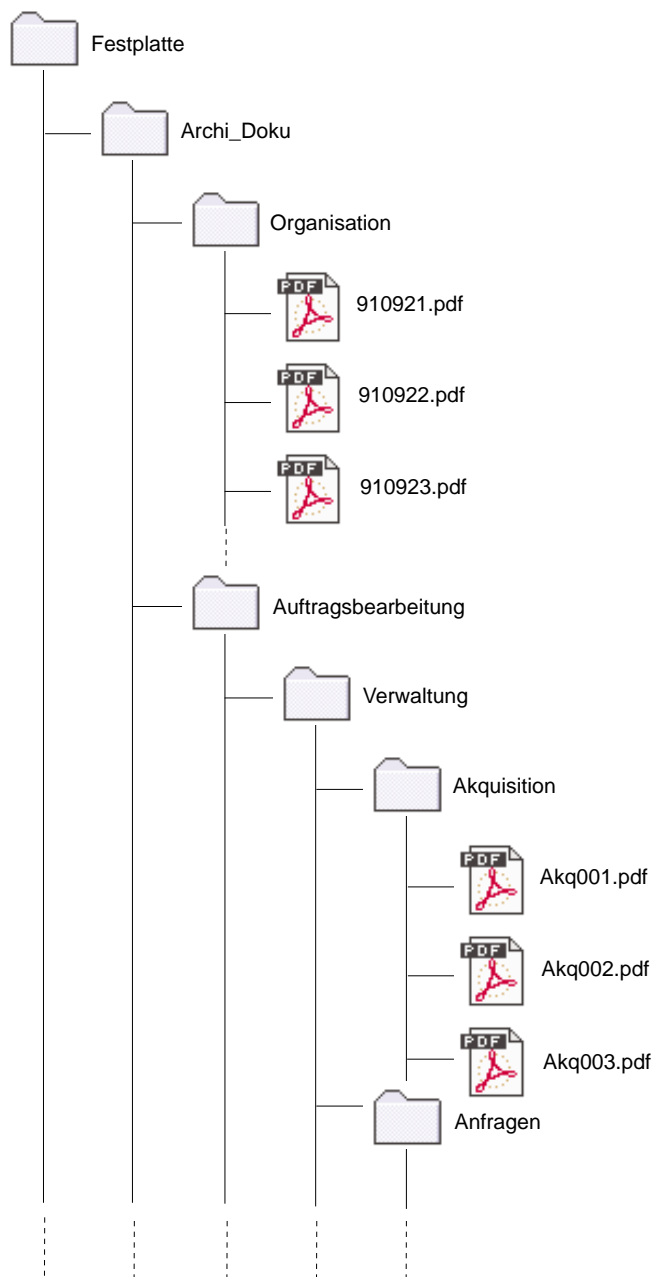 Festplatte
Archi_Doku
Organisation
PDF
910921.pdf
PDF
910922.pdf
PDF
910923.pdf
Auftragsbearbeitung
Verwaltung
Akquisition
PDF
Akq001.pdf
PDF
Akq002.pdf
PDF
Akq003.pdf
Anfragen